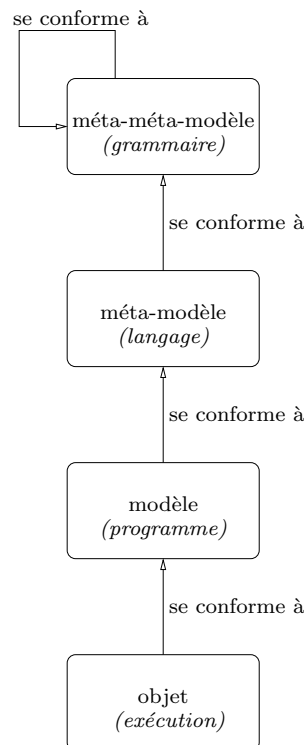 se conforme à
méta-méta-modèle
(grammaire)
se conforme à
méta-modèle
(langage)
se conforme à
modèle
(programme)
se conforme à
objet
(exécution)